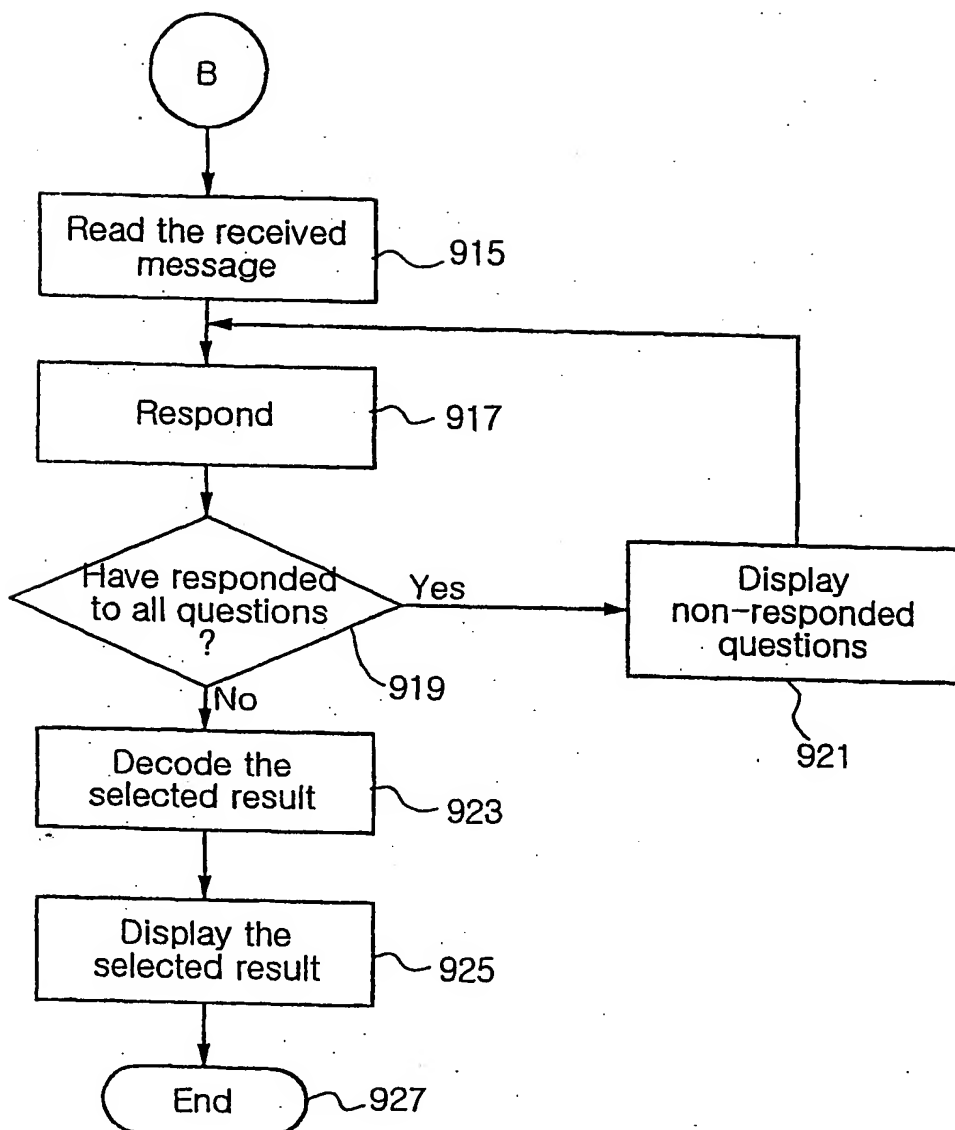 B
Read the received
message
915
Respond
917
Have responded
to all questions
?
Yes
919
No
Display
non-responded
questions
921
Decode the
selected result
923
Display the
selected result
925
End
927